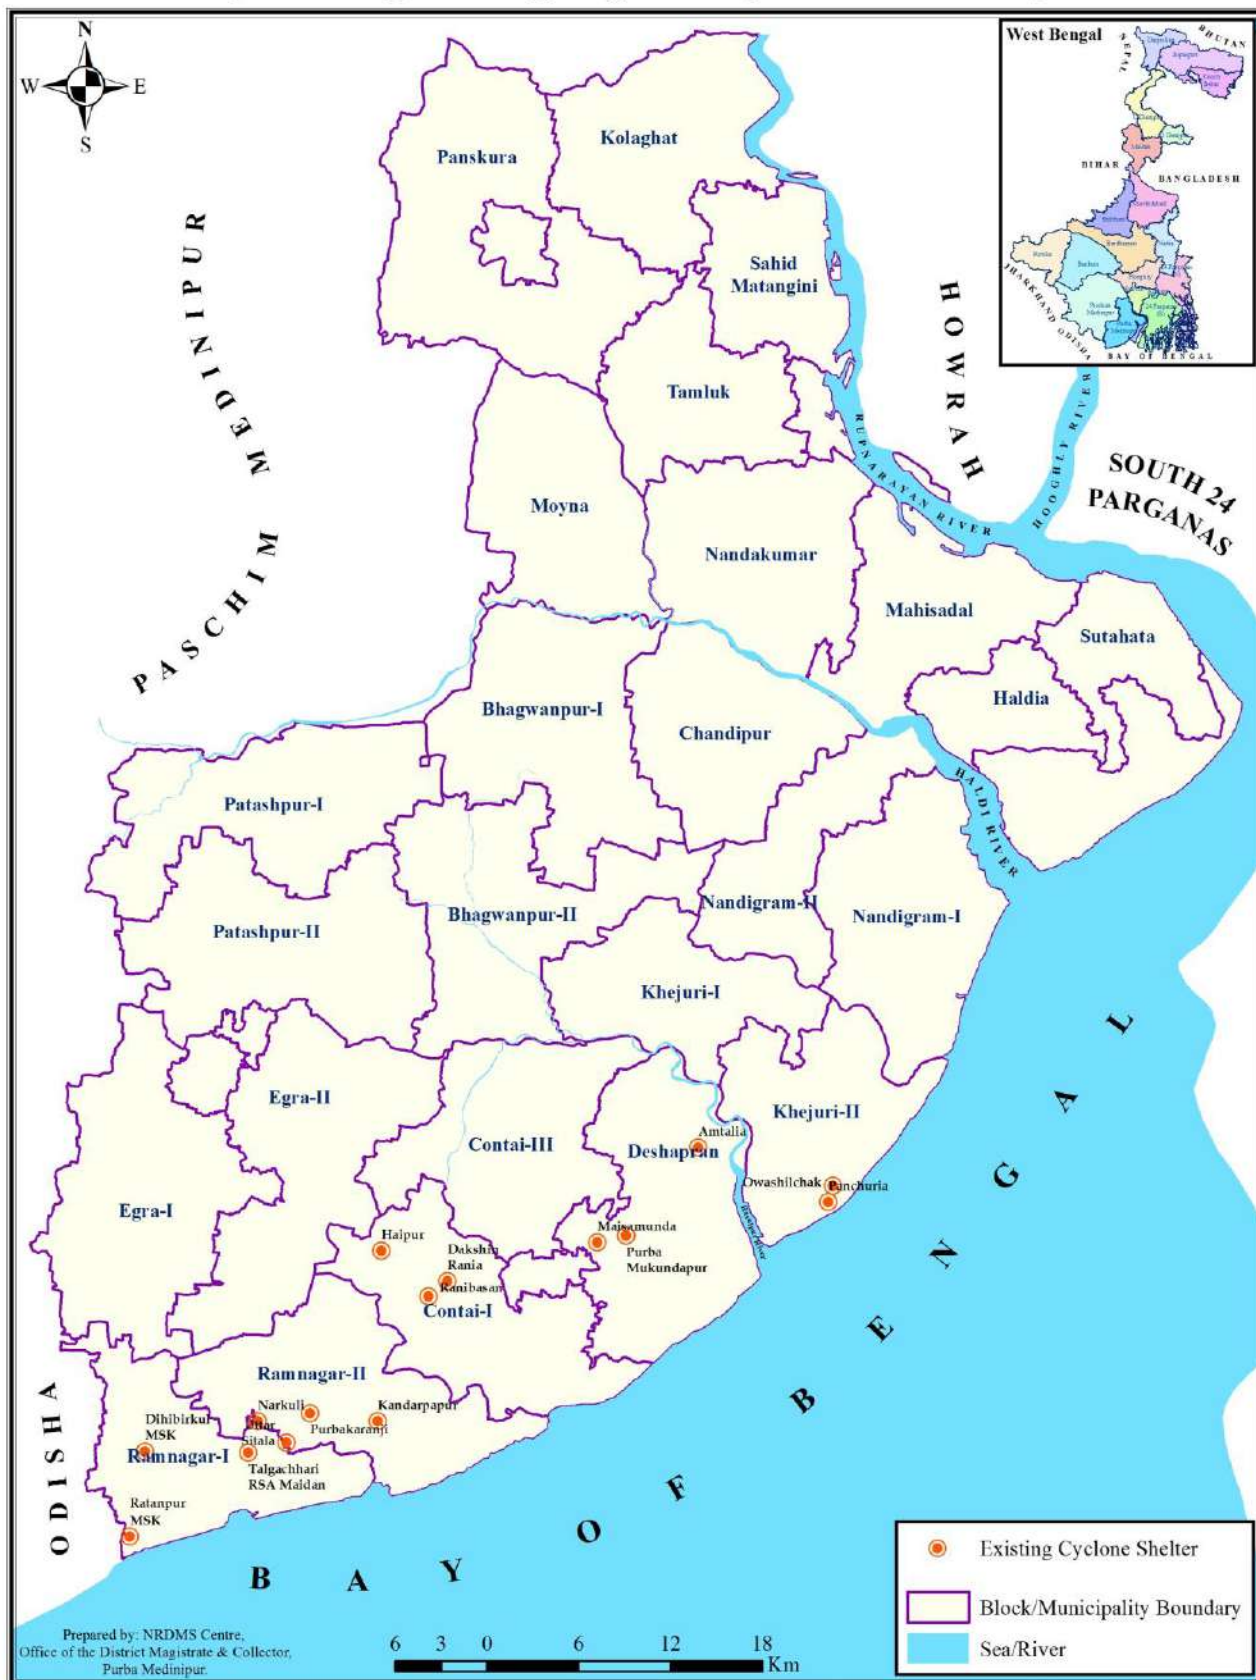 N
W
E
S
West Bengal
NEPAL
BHUTAN
BIHAR
BANGLADESH
JHARKHAND
ODISHA
BAY OF BENGAL
Kolaghat
Panskura
PASCHIM MEDINIPUR
Sahid
Matangini
HOWRAH
Tamluk
RUPNARAYAN RIVER
HOOGHLY RIVER
SOUTH 24
PARGANAS
Moyna
Nandakumar
Mahisadal
Sutahata
Haldia
Bhagwanpur-I
Chandipur
HALDI RIVER
Patashpur-I
Patashpur-II
Bhagwanpur-II
Nandigram-II
Nandigram-I
Khejuri-I
Egra-II
Khejuri-II
Contai-III
Amtalia
Deshapran
Owashilchak
Panchuria
Egra-I
Haipur
Maisamunda
Dakshin
Rania
Purba
Mukundapur
Ranibasan
Contai-I
Ramnagar-II
Narkuli
Kandarpapur
Dihibirkul
MSK
Uttar
Sitala
Purbakaranji
Ramnagar-I
Talgachhari
RSA Maidan
Ratanpur
MSK
ODISHA
BAY OF BENGAL
Existing Cyclone Shelter
Block/Municipality Boundary
Sea/River
Prepared by: NRDMS Centre,
Office of the District Magistrate & Collector,
Purba Medinipur.
6 3 0 6 12 18
Km